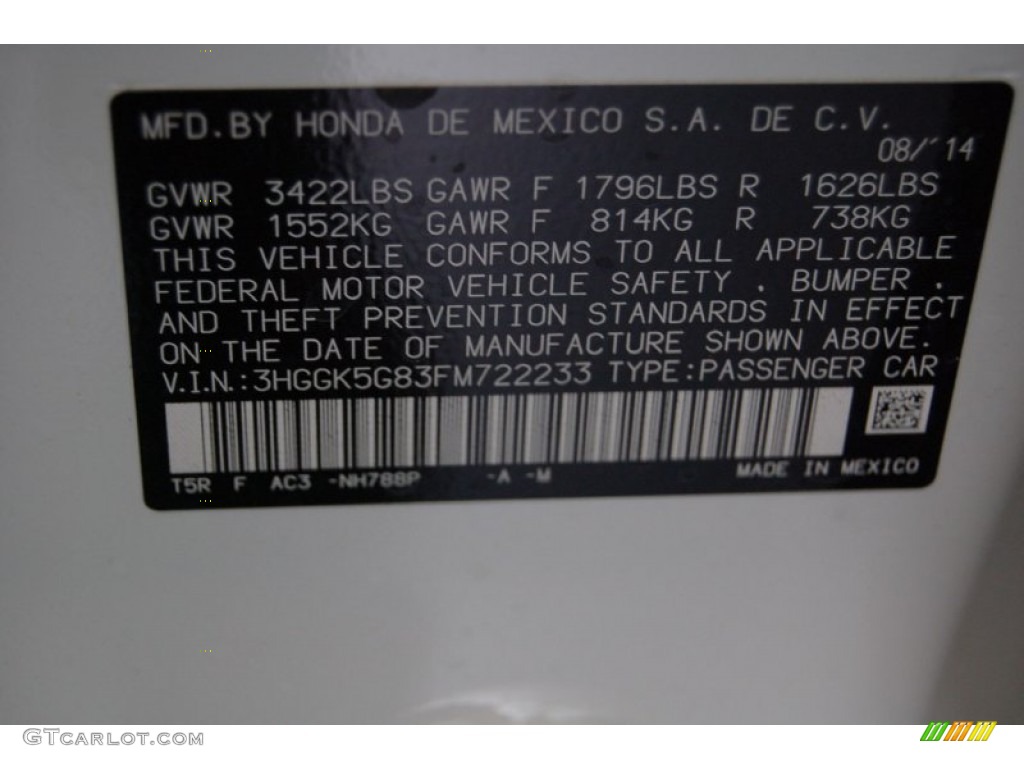 MFD.BY HONDA DE MEXICO S.A. DE C.V.
08/'14
GVWR 3422LBS GAWR F 1796LBS R 1626LBS
GVWR 1552KG GAWR F 814KG R 738KG
THIS VEHICLE CONFORMS TO ALL APPLICABLE
FEDERAL MOTOR VEHICLE SAFETY , BUMPER ,
AND THEFT PREVENTION STANDARDS IN EFFECT
ON THE DATE OF MANUFACTURE SHOWN ABOVE.
V.I.N.:3HGGK5G83FM722233 TYPE:PASSENGER CAR
T5R F AC3 -NH788P -A -M MADE IN MEXICO
GTCARLOT.COM